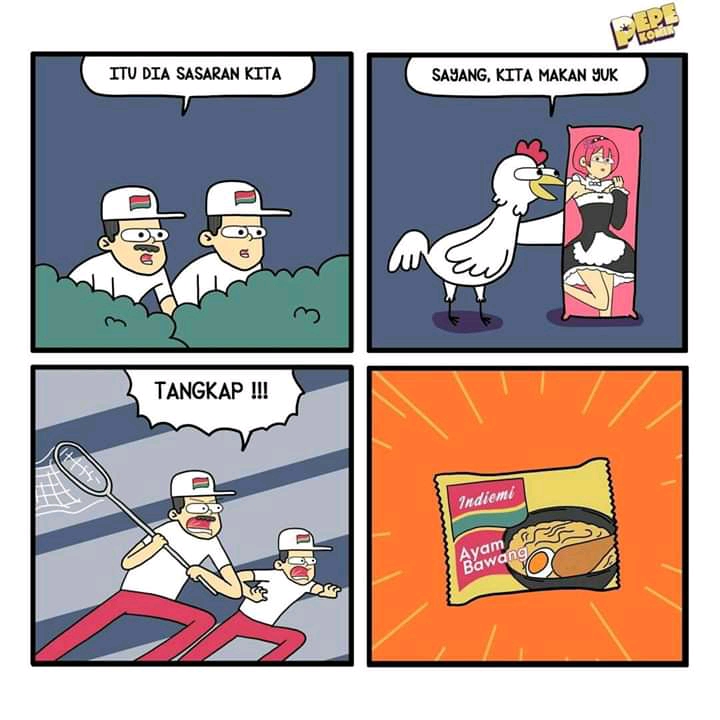 PEPE
KOMIK
ITU DIA SASARAN KITA
SAYANG, KITA MAKAN YUK
TANGKAP !!!
Indiemi
Ayam
Bawang